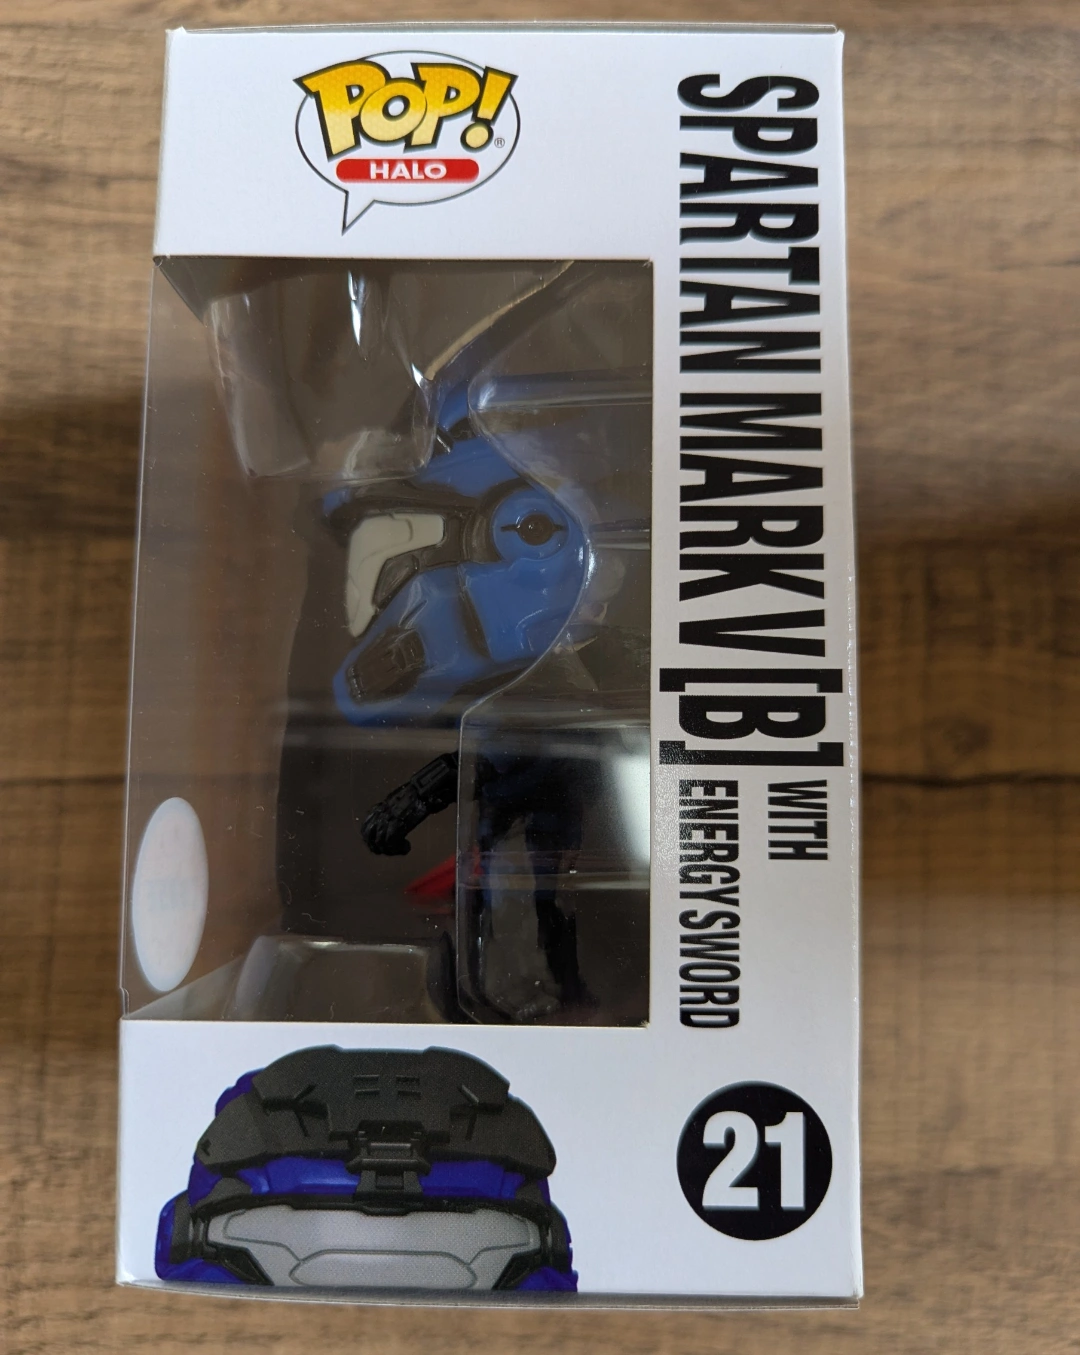 POP!®
HALO
SPARTAN MARK V [B]
WITH
ENERGY SWORD
21